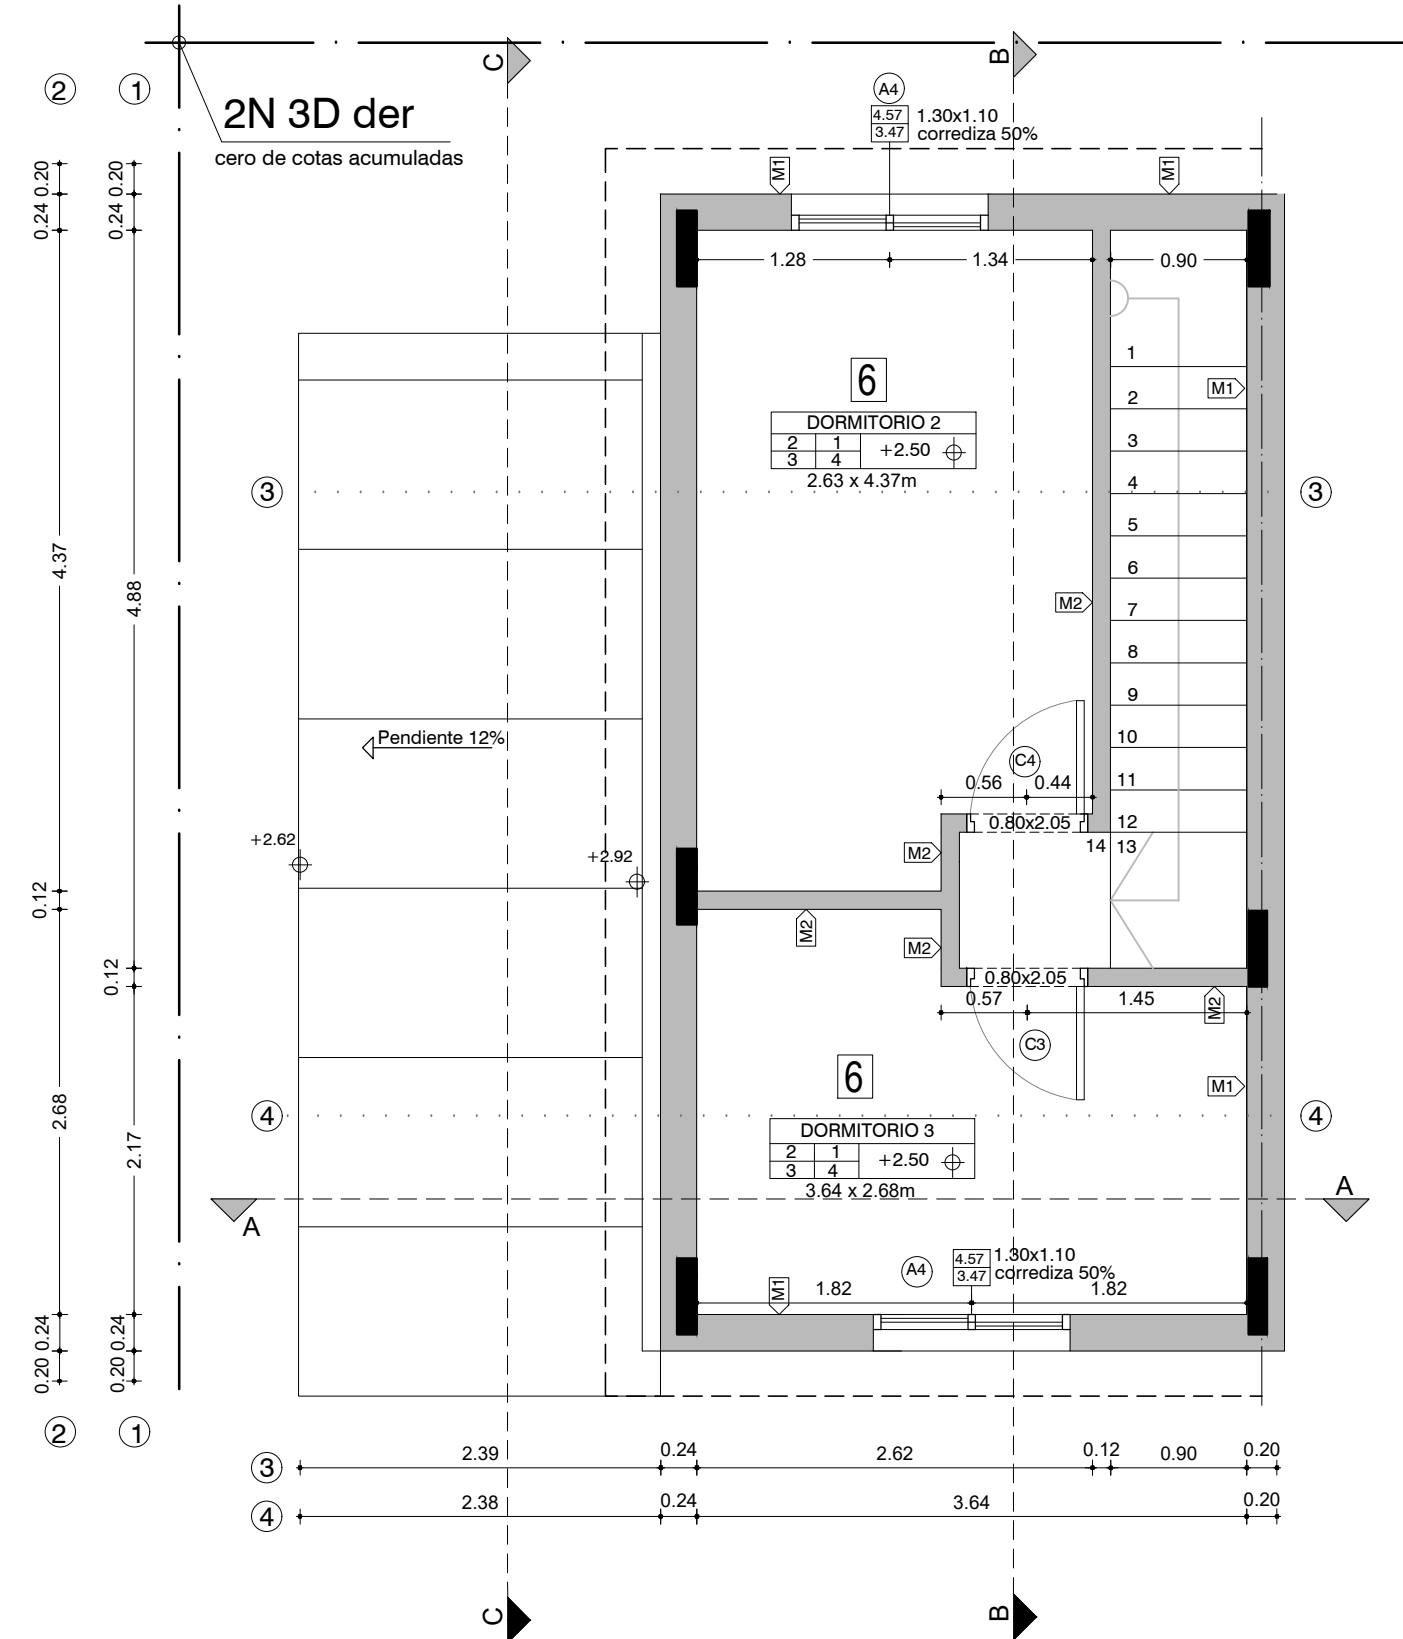 C
B
2
1
A4
2N 3D der
4.57
1.30x1.10
3.47
corrediza 50%
cero de cotas acumuladas
0.20
0.20
M1
M1
0.24
0.24
1.28
1.34
0.90
1
6
M1
2
DORMITORIO 2
2
1
+2.50
3
3
4
2.63 x 4.37m
4
3
3
5
4.37
6
4.88
M2
7
8
9
Pendiente 12%
10
C4
11
0.56
0.44
12
0.80x2.05
+2.62
14
13
+2.92
M2
0.12
M2
M2
0.12
0.80x2.05
0.57
1.45
M2
C3
6
M1
2.68
4
4
DORMITORIO 3
2.17
2
1
+2.50
3
4
3.64 x 2.68m
A
A
4.57
1.30x1.10
A4
3.47
corrediza 50%
M1
1.82
1.82
0.24
0.24
0.20
0.20
2
1
3
2.39
0.24
2.62
0.12
0.90
0.20
4
2.38
0.24
3.64
0.20
C
B